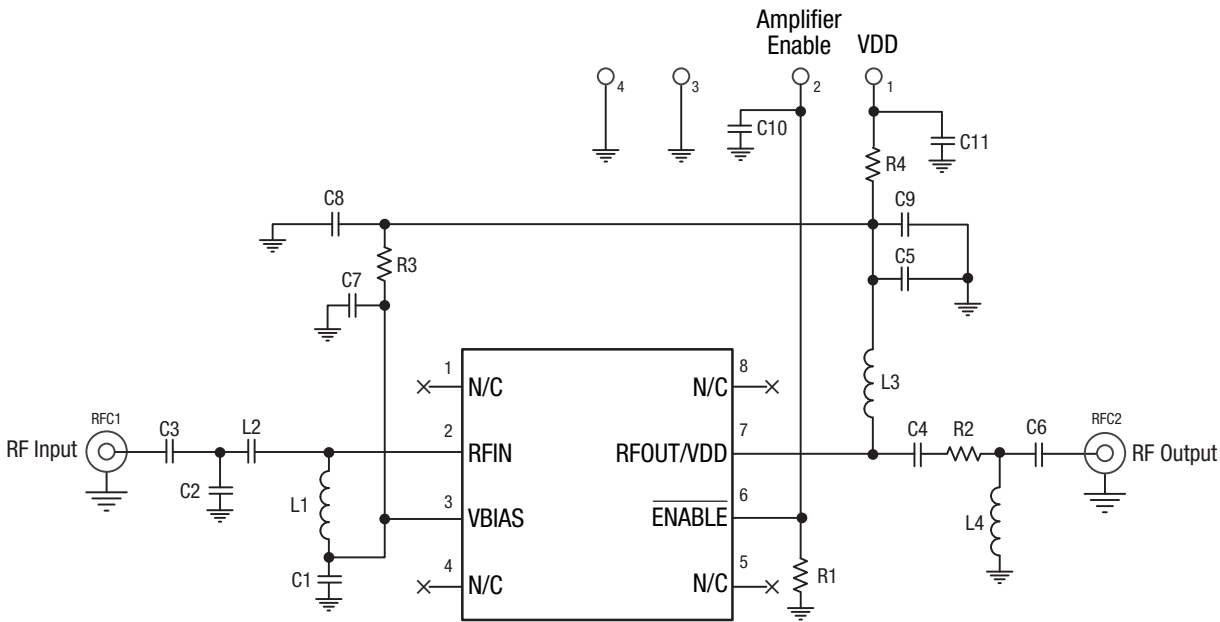 Amplifier
Enable
VDD
4
3
2
1
C10
C11
R4
C8
C9
R3
C5
C7
L3
1
N/C
8
N/C
RFC1
RF Input
C3
L2
2
RFIN
7
RFOUT/VDD
C4
R2
C6
RFC2
RF Output
C2
L1
3
VBIAS
6
ENABLE
L4
C1
4
N/C
5
N/C
R1